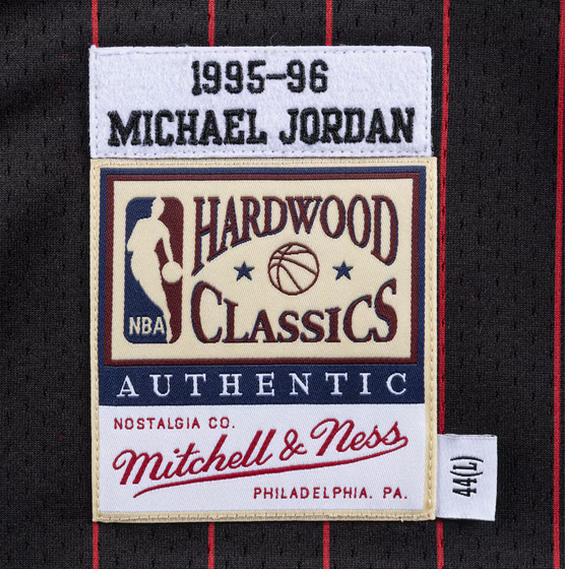 1995-96
MICHAEL JORDAN
HARDWOOD
NBA
CLASSICS
AUTHENTIC
NOSTALGIA CO.
Mitchell & Ness
PHILADELPHIA, PA.
44(L)